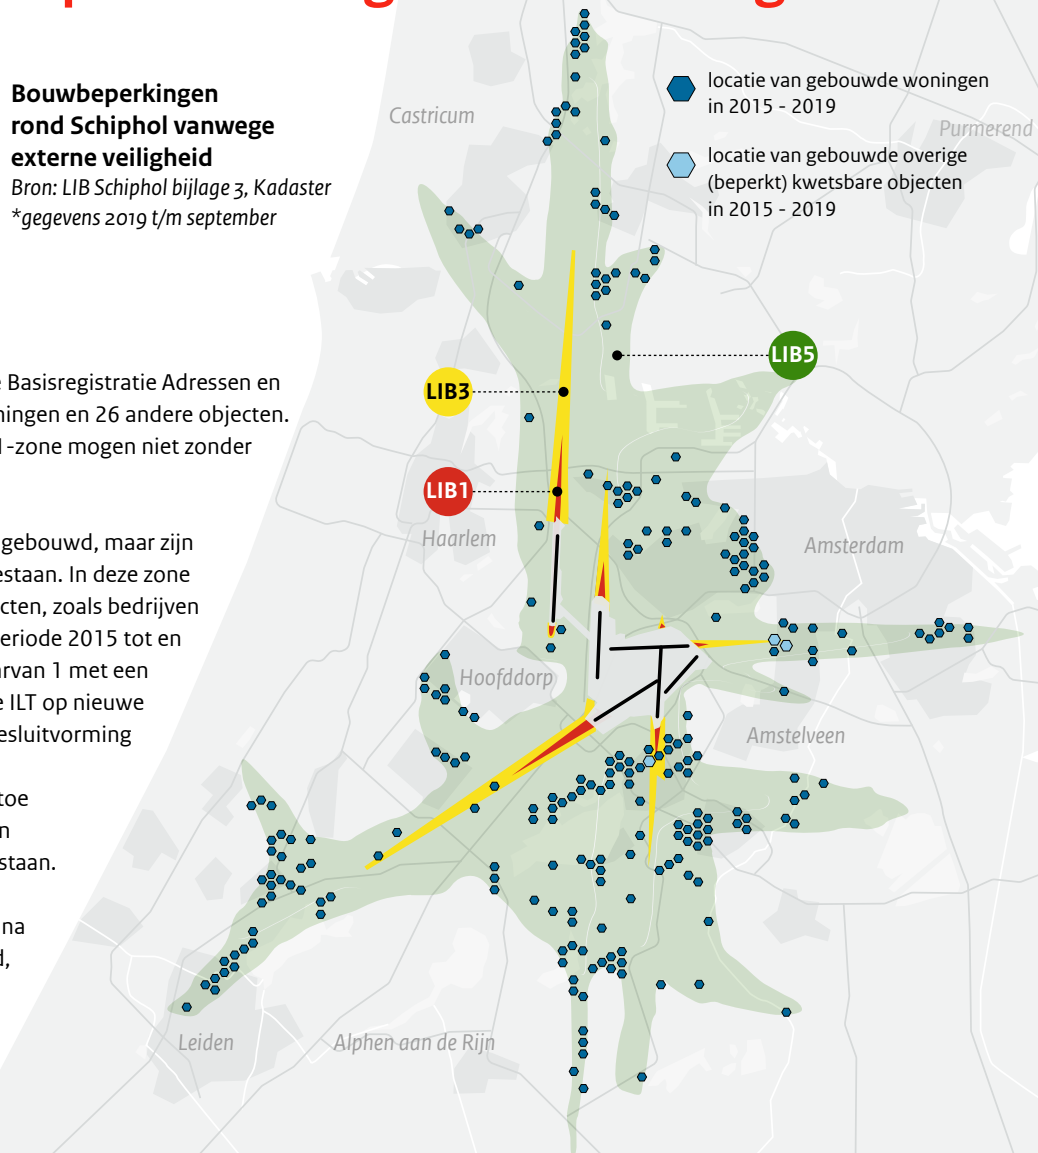 Bouwbeperkingen
rond Schiphol vanwege
externe veiligheid
Bron: LIB Schiphol bijlage 3, Kadaster
*gegevens 2019 t/m september
locatie van gebouwde woningen
in 2015 - 2019
locatie van gebouwde overige
(beperkt) kwetsbare objecten
in 2015 - 2019
Castricum
Purmerend
LIB5
LIB3
LIB1
Haarlem
Amsterdam
Hoofddorp
Amstelveen
Leiden
Alphen aan de Rijn
Basisregistratie Adressen en
ningen en 26 andere objecten.
-zone mogen niet zonder
gebouwd, maar zijn
estaan. In deze zone
cten, zoals bedrijven
eriode 2015 tot en
arvan 1 met een
e ILT op nieuwe
esluitvorming
toe
n
staan.
na
d,